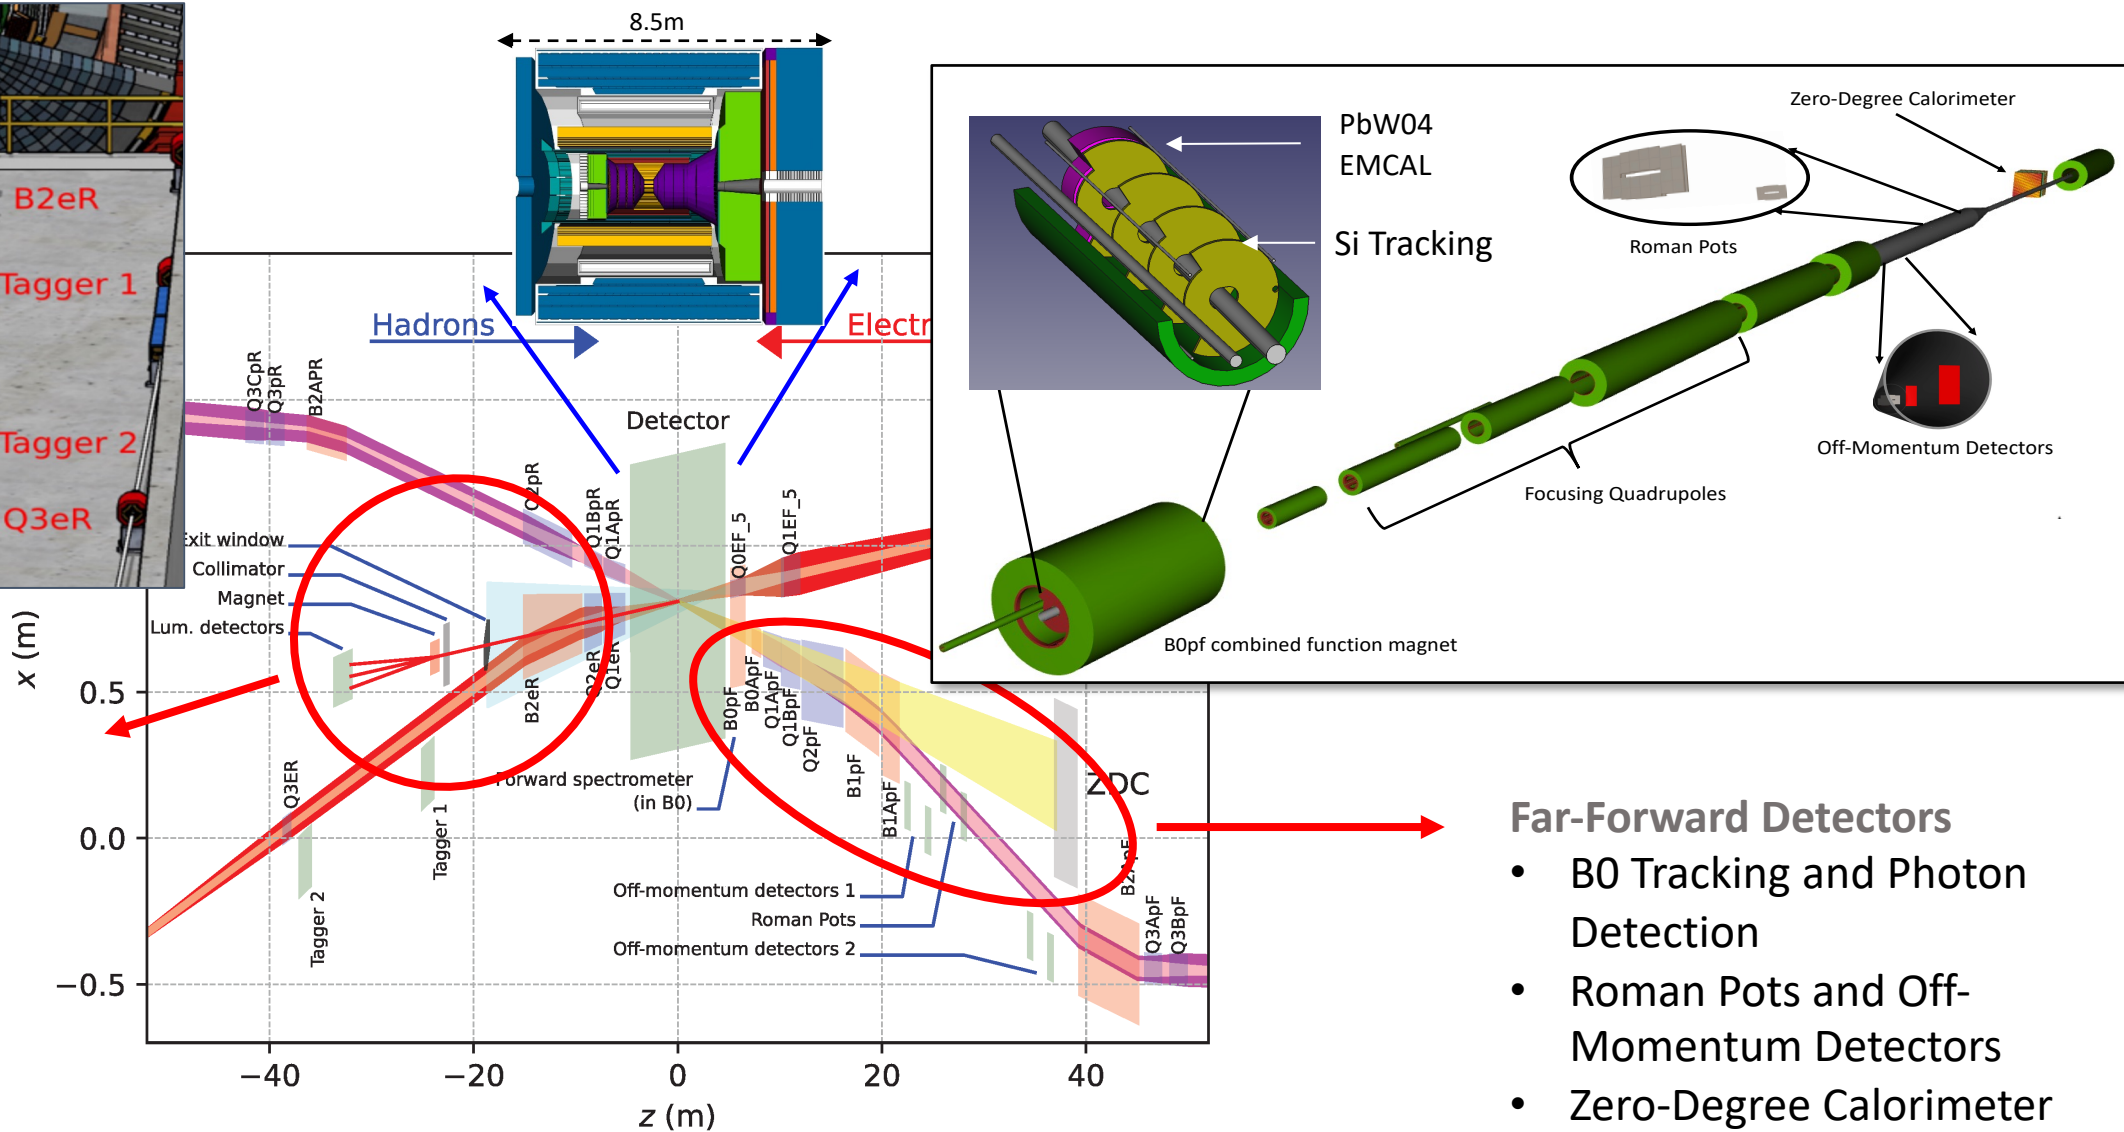 8.5m
B2eR
Tagger 1
Tagger 2
Q3eR
Hadrons
Electr
Detector
Q3CpR
Q3pR
B2APR
Q2pR
Q1BpR
Q1ApR
Q0EF_5
Q1EF_5
Exit window
Collimator
Magnet
Lum. detectors
B2eR
Q2eR
Q1eR
Q3ER
Tagger 1
Tagger 2
Forward spectrometer
(in B0)
B0pF
B0ApF
Q1ApF
Q1BpF
Q2pF
B1pF
B1ApF
ZDC
B2ApF
Q3ApF
Q3BpF
Off-momentum detectors 1
Roman Pots
Off-momentum detectors 2
x (m)
0.5
0.0
−0.5
−40
−20
0
20
40
z (m)
PbW04
EMCAL
Si Tracking
Zero-Degree Calorimeter
Roman Pots
Off-Momentum Detectors
Focusing Quadrupoles
B0pf combined function magnet
Far-Forward Detectors
• B0 Tracking and Photon
Detection
• Roman Pots and Off-
Momentum Detectors
• Zero-Degree Calorimeter